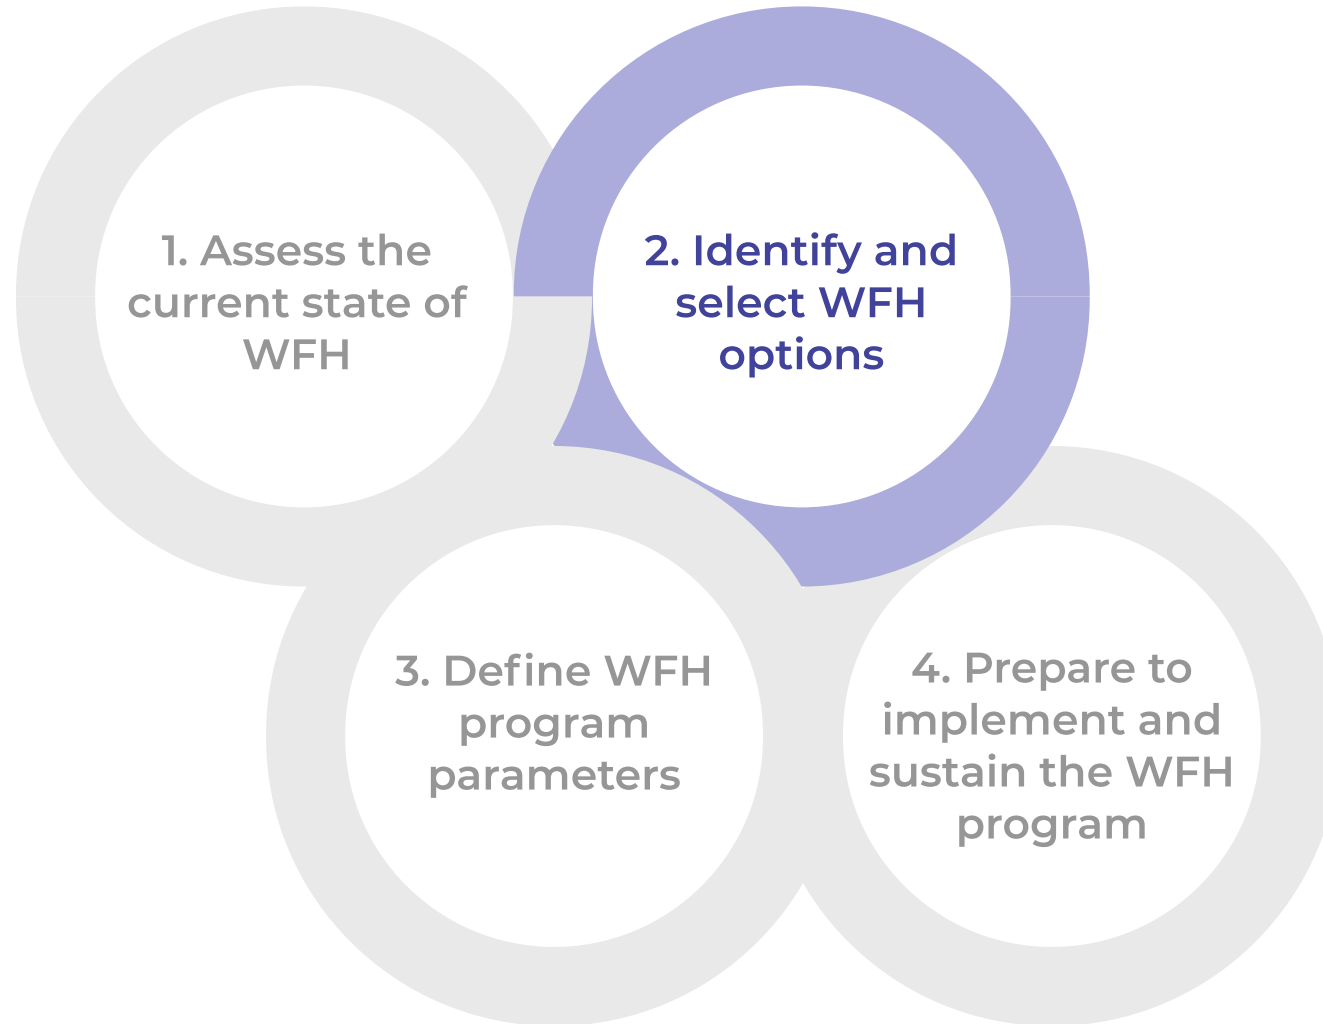 1. Assess the
current state of
WFH
2. Identify and
select WFH
options
3. Define WFH
program
parameters
4. Prepare to
implement and
sustain the WFH
program